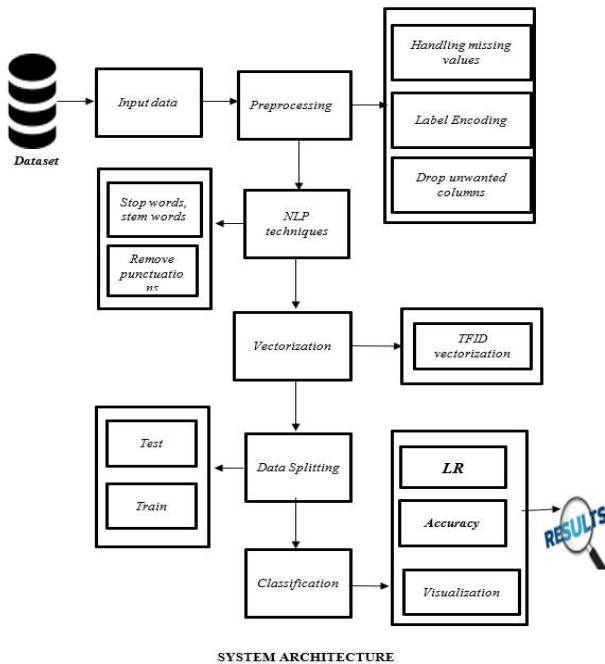 Handling missing
values
Input data
Preprocessing
Label Encoding
Dataset
Drop unwanted
columns
Stop words,
stem words
NLP
techniques
Remove
punctuatio
ns
Vectorization
TFID
vectorization
Test
Data Splitting
LR
Train
Accuracy
RESULTS
Classification
Visualization
SYSTEM ARCHITECTURE